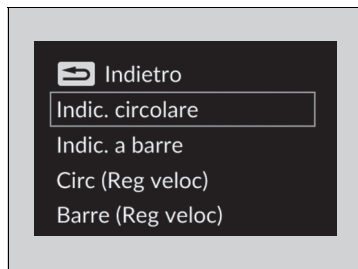 Indietro
Indic. circolare
Indic. a barre
Circ (Reg veloc)
Barre (Reg veloc)